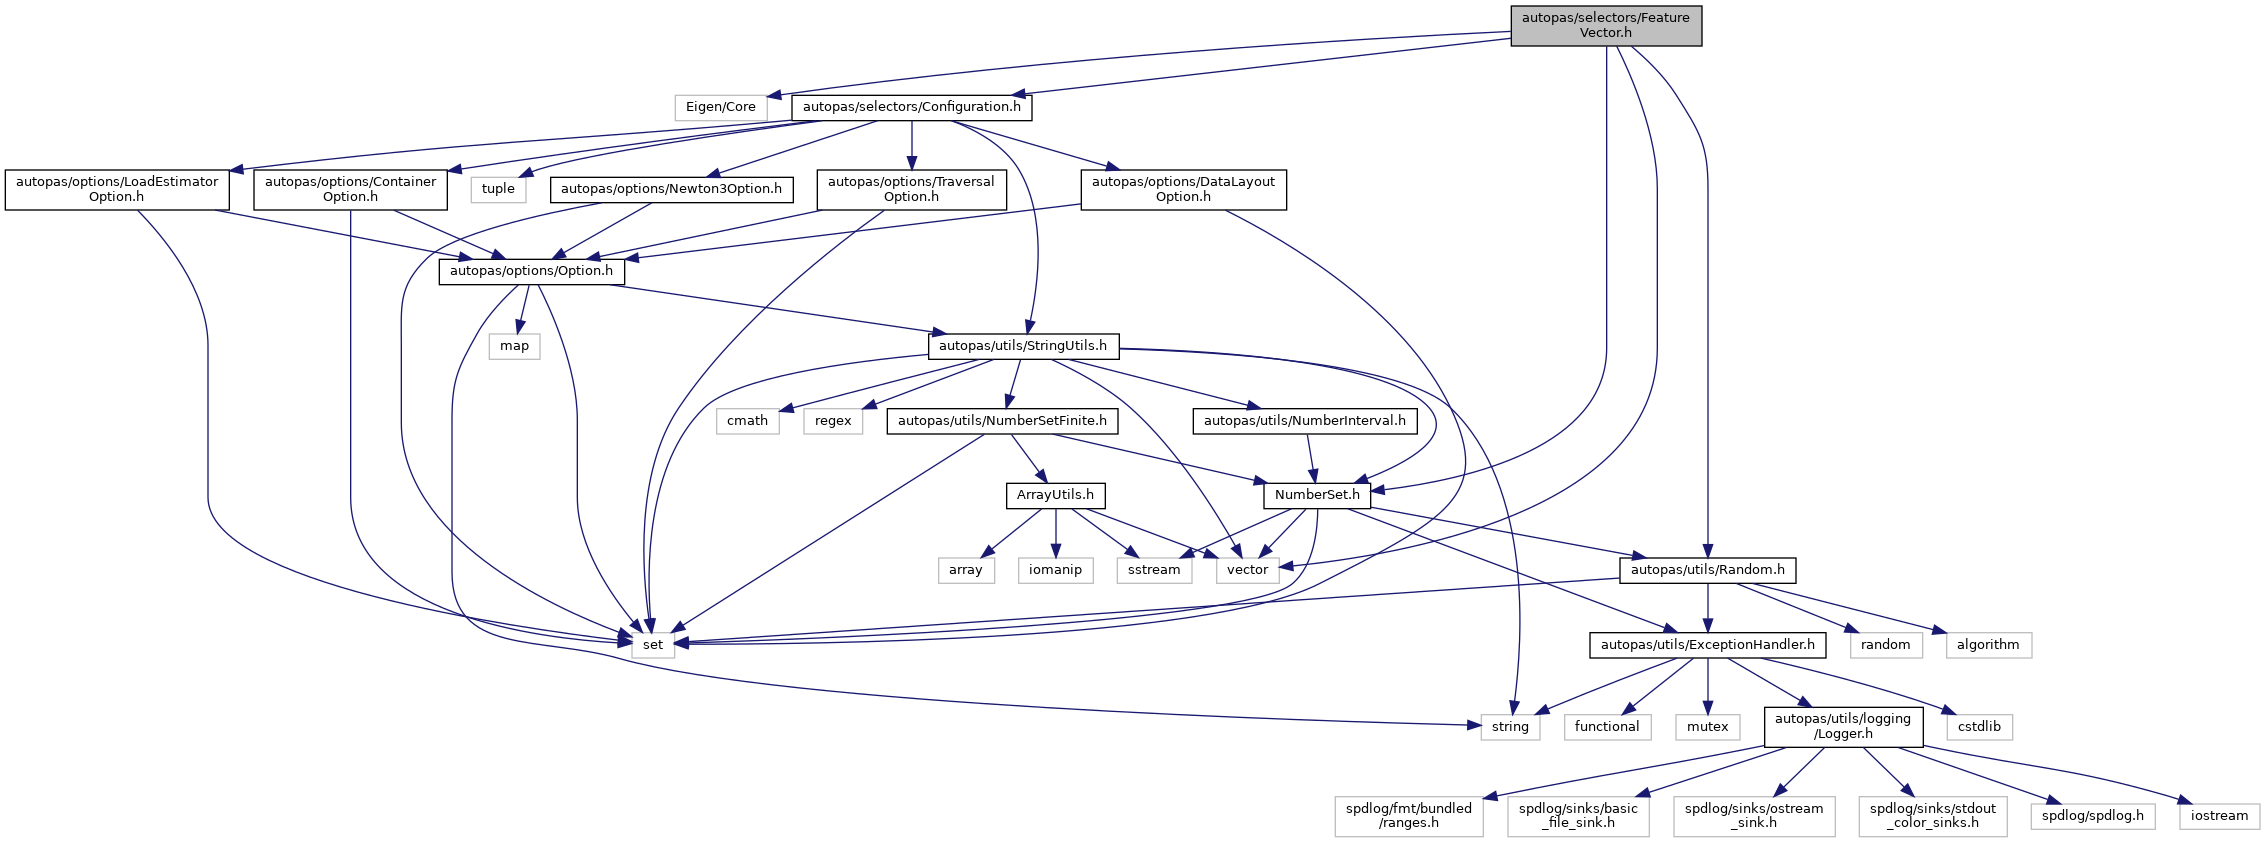 autopas/selectors/Feature
Vector.h
Eigen/Core
autopas/selectors/Configuration.h
autopas/options/LoadEstimator
Option.h
autopas/options/Container
Option.h
tuple
autopas/options/Newton3Option.h
autopas/options/Traversal
Option.h
autopas/options/DataLayout
Option.h
autopas/options/Option.h
map
autopas/utils/StringUtils.h
cmath
regex
autopas/utils/NumberSetFinite.h
autopas/utils/NumberInterval.h
ArrayUtils.h
NumberSet.h
array
iomanip
sstream
vector
autopas/utils/Random.h
set
autopas/utils/ExceptionHandler.h
random
algorithm
string
functional
mutex
autopas/utils/logging
/Logger.h
cstdlib
spdlog/fmt/bundled
/ranges.h
spdlog/sinks/basic
_file_sink.h
spdlog/sinks/ostream
_sink.h
spdlog/sinks/stdout
_color_sinks.h
spdlog/spdlog.h
iostream